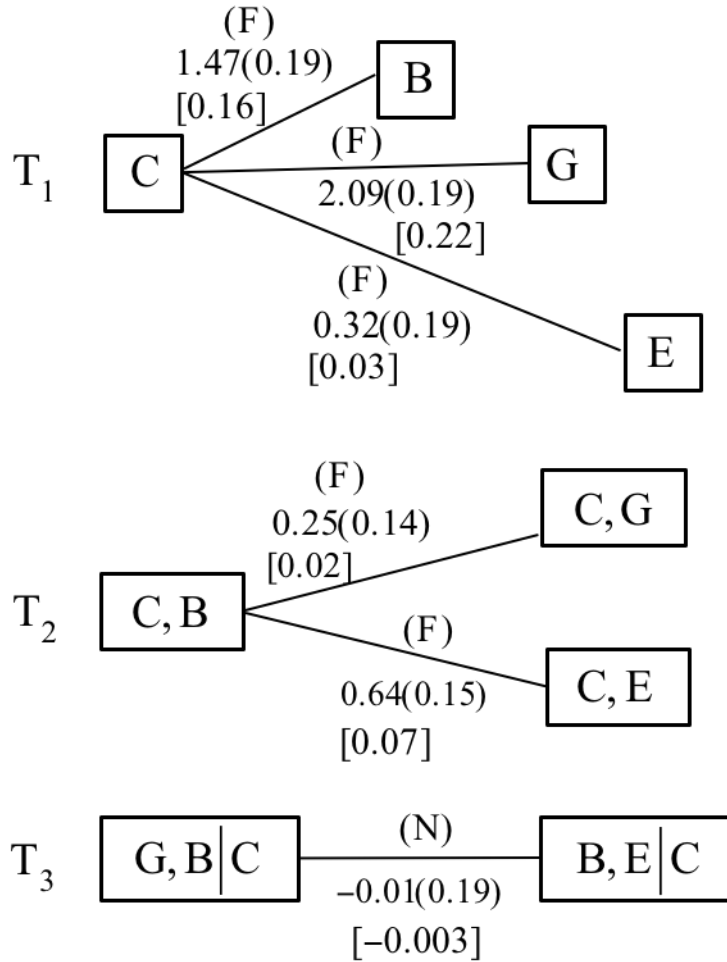 (F)
1.47(0.19)
[0.16]
B
(F)
T1
C
G
2.09(0.19)
[0.22]
(F)
0.32(0.19)
[0.03]
E
(F)
0.25(0.14)
[0.02]
C, G
T2
C, B
(F)
0.64(0.15)
[0.07]
C, E
T3
G, B|C
(N)
−0.01(0.19)
[−0.003]
B, E|C